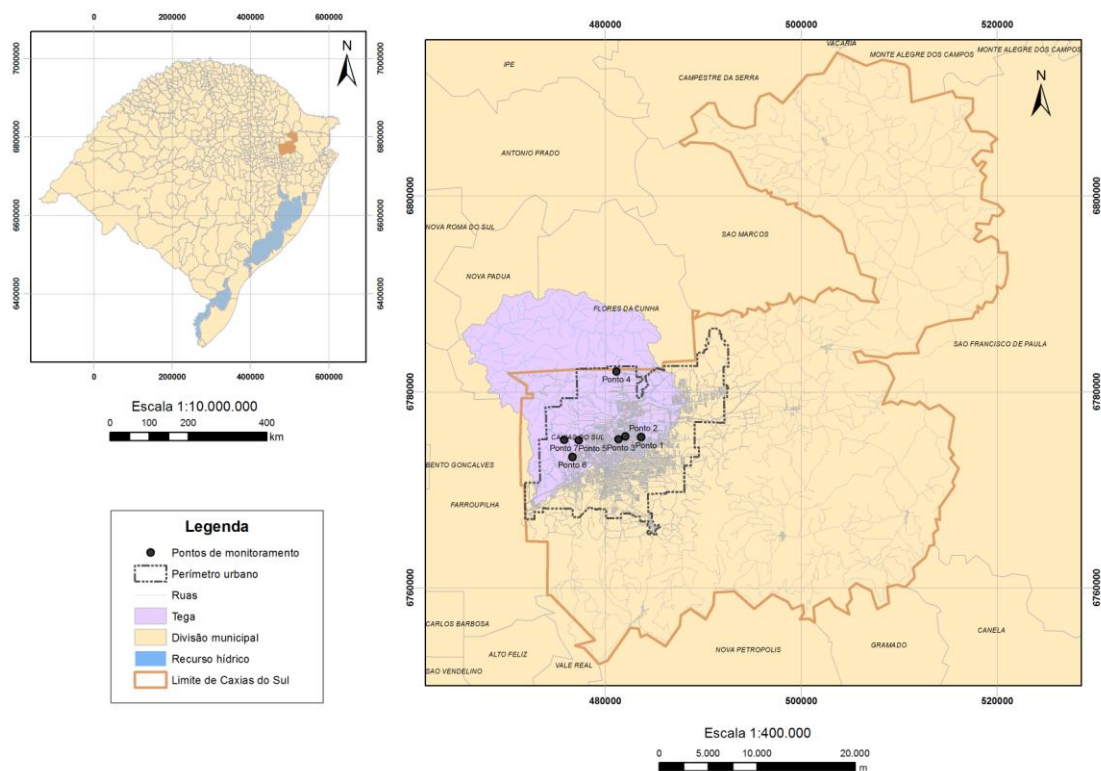 0 200000 400000 600000
7000000
7000000
N
6800000
6800000
6600000
6600000
6400000
6400000
0 200000 400000 600000
Escala 1:10.000.000
0 100 200 300 400
km
Legenda
Pontos de monitoramento
Perímetro urbano
Ruas
Tega
Divisão municipal
Recurso hídrico
Limite de Caxias do Sul
480000 500000 520000
VACARIA
MONTE ALEGRE DOS CAMPOS
MONTE ALEGRE DOS CAMPOS
IPE
CAMPESTRE DA SERRA
N
ANTONIO PRADO
6800000
6800000
NOVA ROMA DO SUL
SAO MARCOS
NOVA PADUA
FLORES DA CUNHA
SAO FRANCISCO DE PAULA
Ponto 4
6780000
6780000
Ponto 2
CAXIAS DO SUL
Ponto 7
Ponto 5
Ponto 3
Ponto 1
Ponto 6
BENTO GONCALVES
FARROUPILHA
6760000
6760000
CARLOS BARBOSA
CANELA
ALTO FELIZ
NOVA PETROPOLIS
GRAMADO
SAO VENDELINO
VALE REAL
480000 500000 520000
Escala 1:400.000
0 5.000 10.000 20.000
m